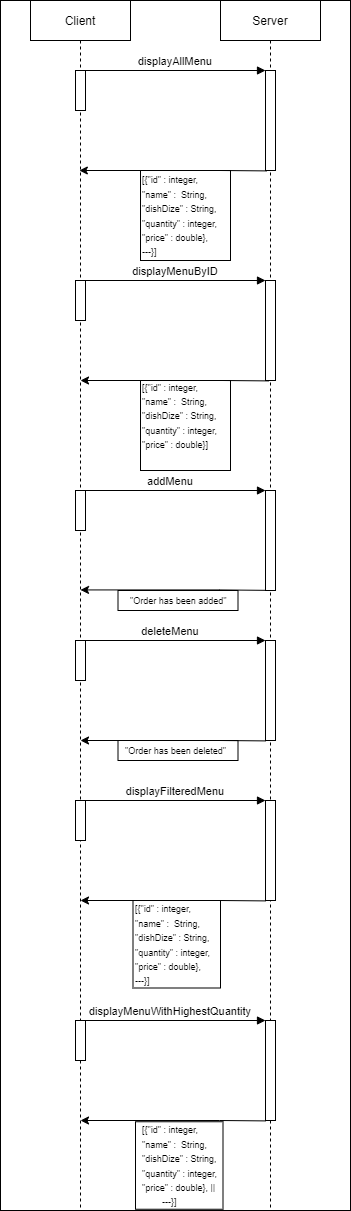 Client Server
displayAllMenu
[{"id" : integer,
"name" :  String,
"dishDize" : String,
"quantity" : integer,
"price" : double},
---}]
displayMenuByID
[{"id" : integer,
"name" :  String,
"dishDize" : String,
"quantity" : integer,
"price" : double}]
addMenu
"Order has been added"
deleteMenu
"Order has been deleted"
displayFilteredMenu
[{"id" : integer,
"name" :  String,
"dishDize" : String,
"quantity" : integer,
"price" : double},
---}]
displayMenuWithHighestQuantity
[{"id" : integer,
"name" :  String,
"dishDize" : String,
"quantity" : integer,
"price" : double}, ||
---}]